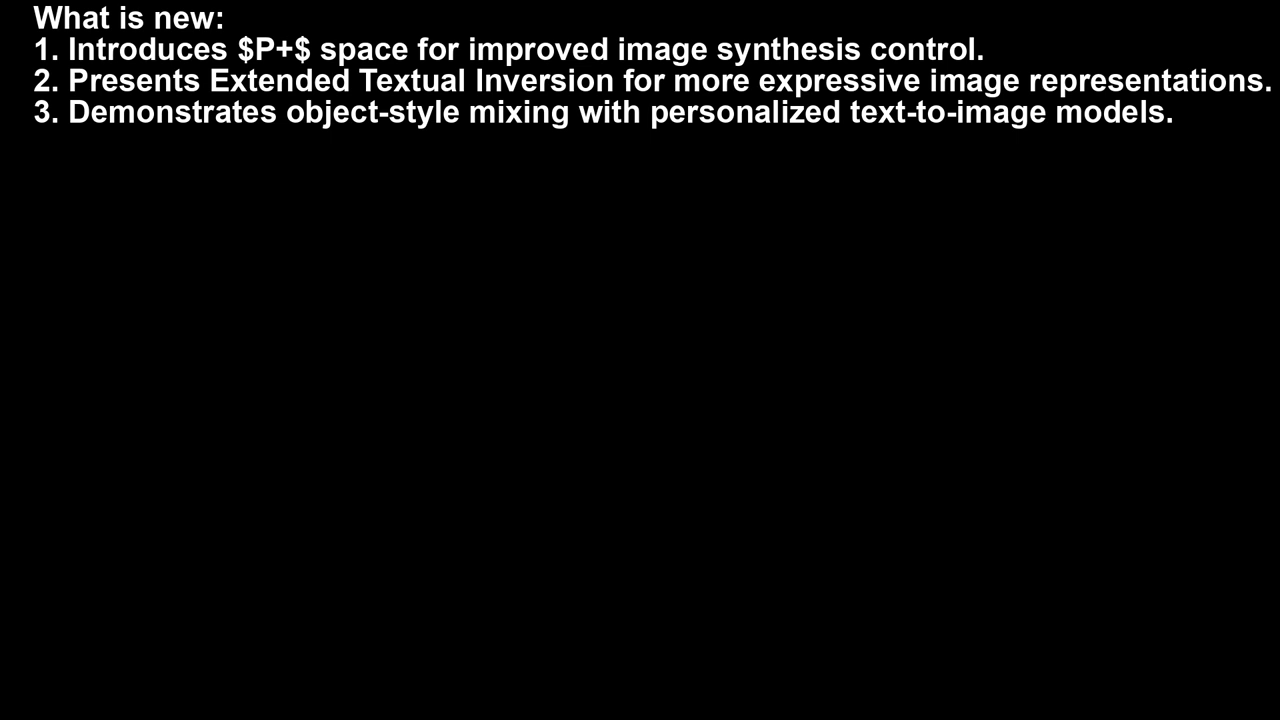 What is new:
1. Introduces $P+$ space for improved image synthesis control.
2. Presents Extended Textual Inversion for more expressive image representations.
3. Demonstrates object-style mixing with personalized text-to-image models.